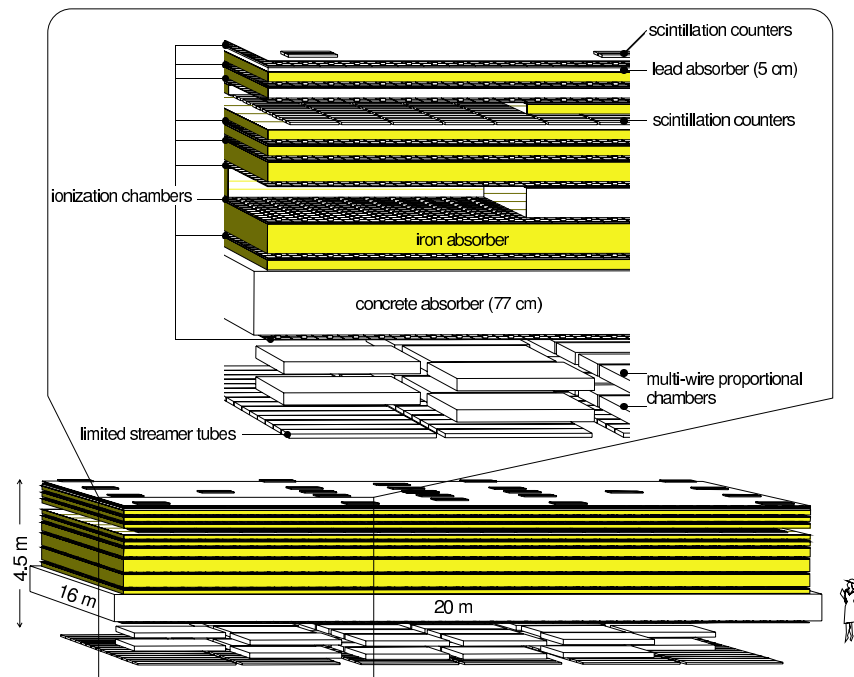 scintillation counters
lead absorber (5 cm)
scintillation counters
ionization chambers
iron absorber
concrete absorber (77 cm)
multi-wire proportional
chambers
limited streamer tubes
4.5 m
16 m
20 m